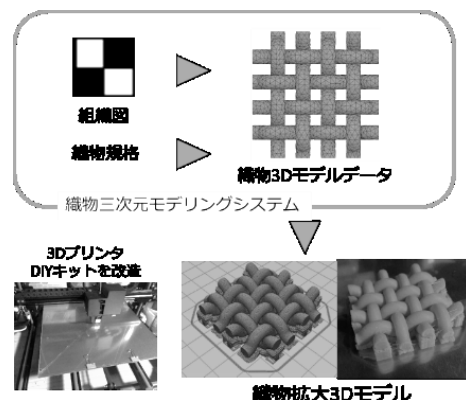 組織図
織物規格
織物3Dモデルデータ
織物三次元モデリングシステム
3Dプリンタ
DIYキットを改造
織物拡大3Dモデル